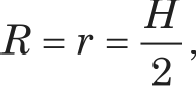 R = r = H/2,